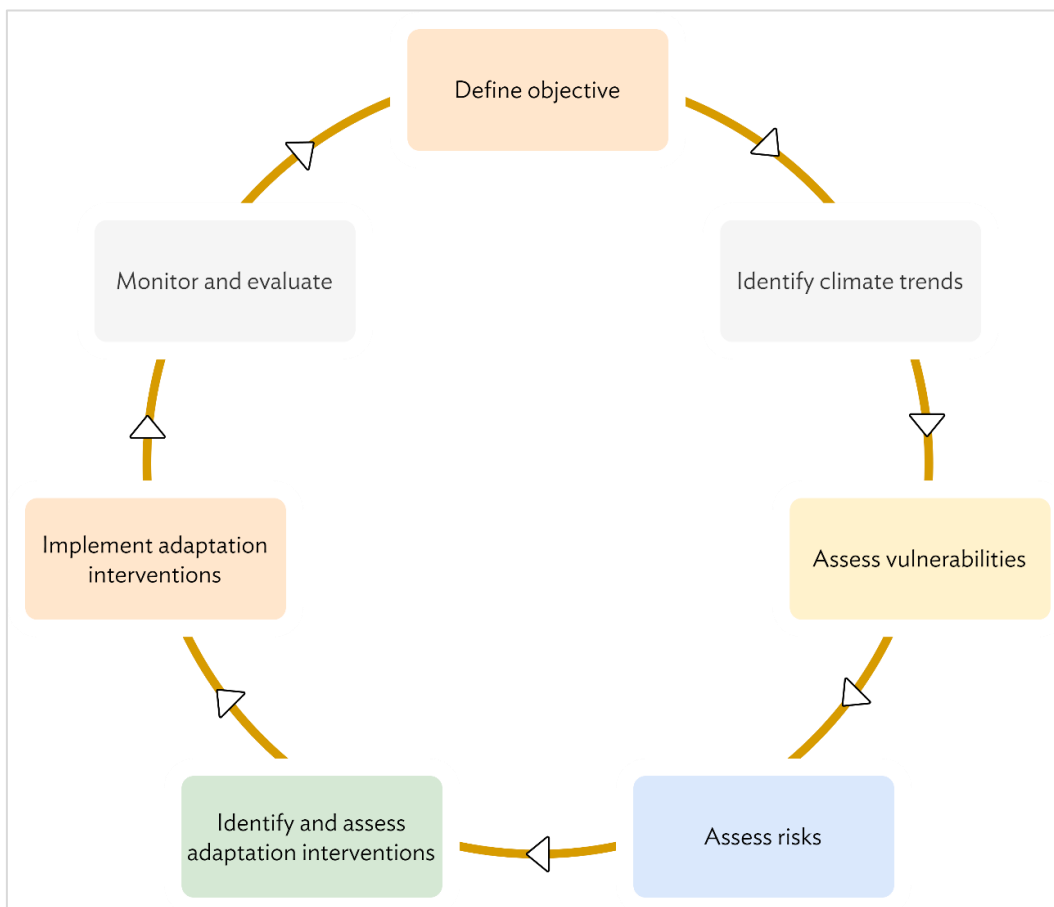 Define objective
Identify climate trends
Assess vulnerabilities
Assess risks
Identify and assess
adaptation interventions
Implement adaptation
interventions
Monitor and evaluate